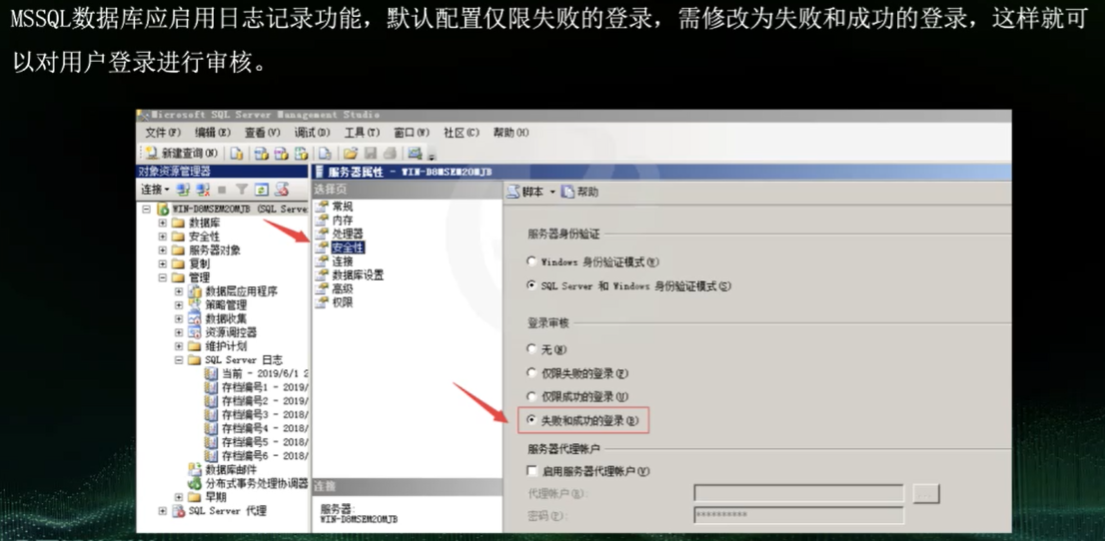 MSSQL数据库应启用日志记录功能，默认配置仅限失败的登录，需修改为失败和成功的登录，这样就可
以对用户登录进行审核。
Microsoft SQL Server Management Studio
文件(F) 编辑(E) 查看(V) 调试(D) 工具(T) 窗口(W) 社区(C) 帮助(H)
新建查询(N)
对象资源管理器
连接
WIN-D8MSEM20MJB (SQL Serve
数据库
安全性
服务器对象
复制
管理
数据层应用程序
策略管理
数据收集
资源调控器
维护计划
SQL Server 日志
当前 - 2019/6/1 2
存档编号1 - 2019/
存档编号2 - 2019/
存档编号3 - 2018/
存档编号4 - 2018/
存档编号5 - 2018/
存档编号6 - 2018/
数据库邮件
分布式事务处理协调器
早期
SQL Server 代理
服务器属性 - WIN-D8MSEM20MJB
选择页
常规
内存
处理器
安全性
连接
数据库设置
高级
权限
连接
服务器:
WIN-D8MSEM20MJB
脚本 帮助
服务器身份验证
Windows 身份验证模式(W)
SQL Server 和 Windows 身份验证模式(S)
登录审核
无(N)
仅限失败的登录(F)
仅限成功的登录(U)
失败和成功的登录(B)
服务器代理帐户
启用服务器代理帐户(Y)
代理帐户(X):
密码(P):
**********
...